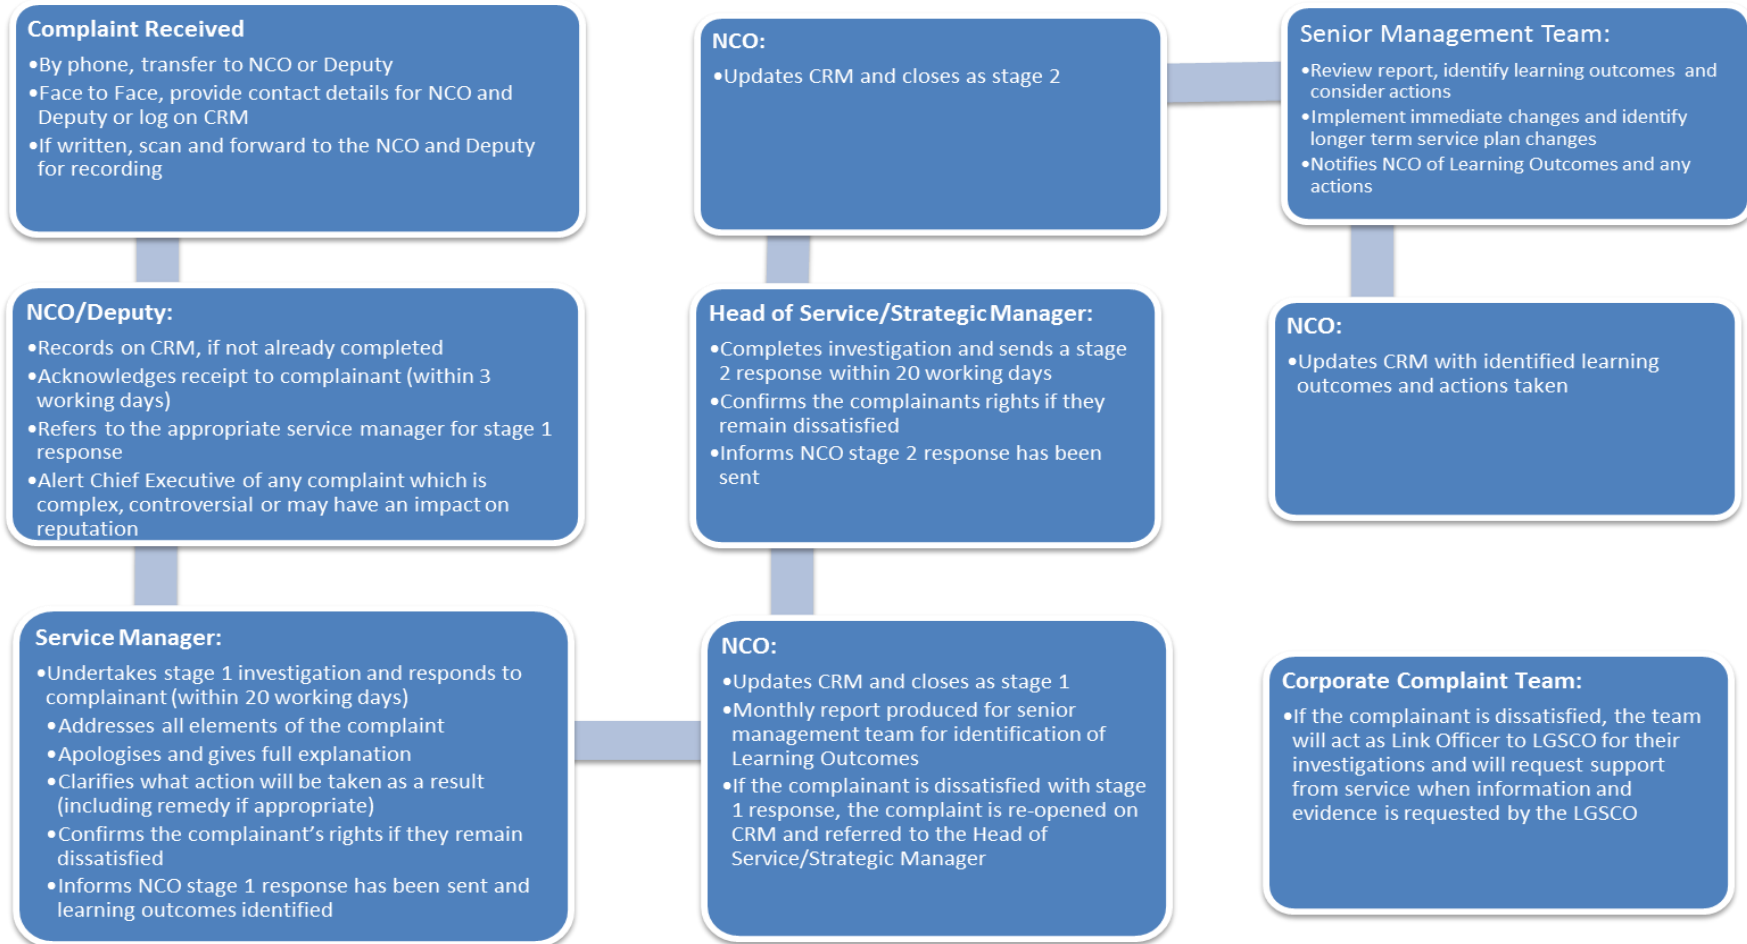 Complaint Received
•By phone, transfer to NCO or Deputy
•Face to Face, provide contact details for NCO and
Deputy or log on CRM
•If written, scan and forward to the NCO and Deputy
for recording
NCO/Deputy:
•Records on CRM, if not already completed
•Acknowledges receipt to complainant (within 3
working days)
•Refers to the appropriate service manager for stage 1
response
•Alert Chief Executive of any complaint which is
complex, controversial or may have an impact on
reputation
Service Manager:
•Undertakes stage 1 investigation and responds to
complainant (within 20 working days)
•Addresses all elements of the complaint
•Apologises and gives full explanation
•Clarifies what action will be taken as a result
(including remedy if appropriate)
•Confirms the complainant’s rights if they remain
dissatisfied
•Informs NCO stage 1 response has been sent and
learning outcomes identified
NCO:
•Updates CRM and closes as stage 1
•Monthly report produced for senior
management team for identification of
Learning Outcomes
•If the complainant is dissatisfied with stage
1 response, the complaint is re-opened on
CRM and referred to the Head of
Service/Strategic Manager
Head of Service/Strategic Manager:
•Completes investigation and sends a stage
2 response within 20 working days
•Confirms the complainants rights if they
remain dissatisfied
•Informs NCO stage 2 response has been
sent
NCO:
•Updates CRM and closes as stage 2
Senior Management Team:
•Review report, identify learning outcomes and
consider actions
•Implement immediate changes and identify
longer term service plan changes
•Notifies NCO of Learning Outcomes and any
actions
NCO:
•Updates CRM with identified learning
outcomes and actions taken
Corporate Complaint Team:
•If the complainant is dissatisfied, the team
will act as Link Officer to LGSCO for their
investigations and will request support
from service when information and
evidence is requested by the LGSCO